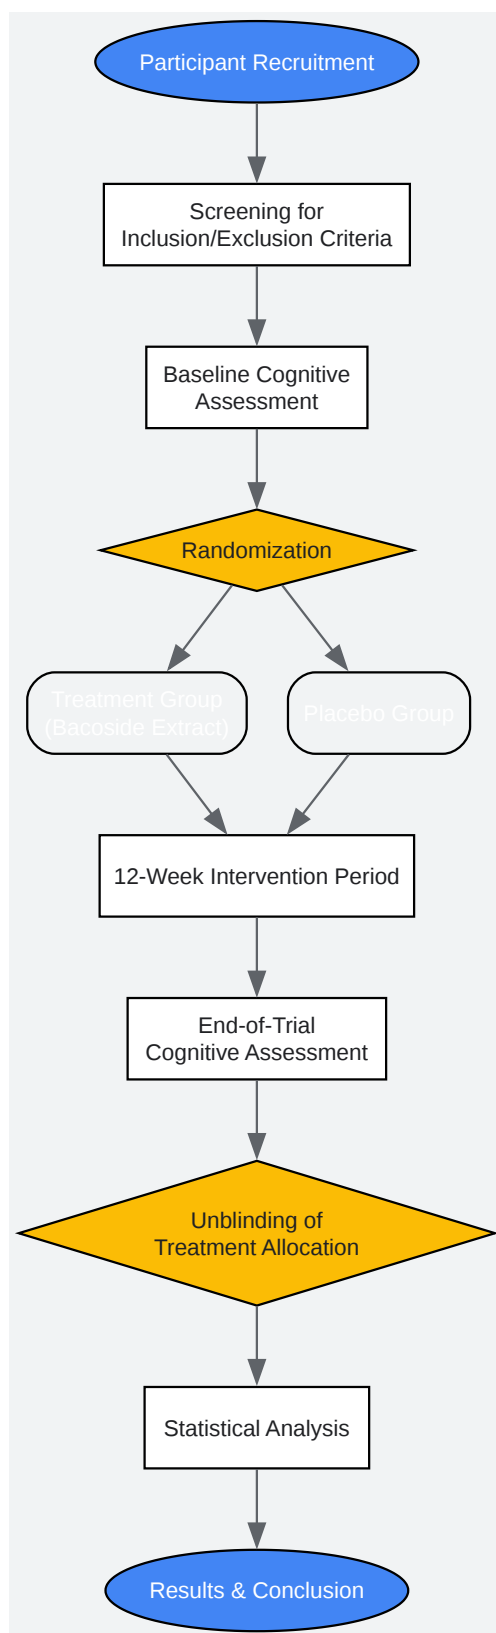 Participant Recruitment
Screening for
Inclusion/Exclusion Criteria
Baseline Cognitive
Assessment
Randomization
Treatment Group
(Bacoside Extract)
Placebo Group
12-Week Intervention Period
End-of-Trial
Cognitive Assessment
Unblinding of
Treatment Allocation
Statistical Analysis
Results & Conclusion